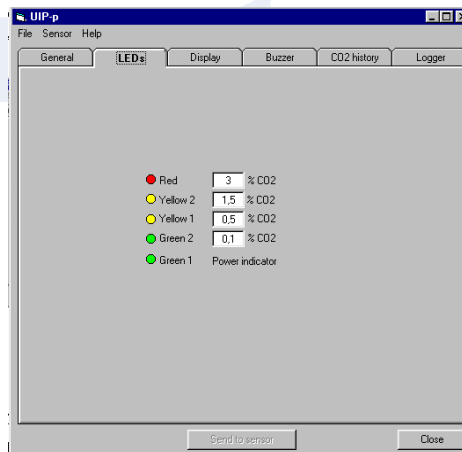 UIP-p
File Sensor Help
General LEDs Display Buzzer CO2 history Logger
Red 3 % CO2
Yellow 2 1,5 % CO2
Yellow 1 0,5 % CO2
Green 2 0,1 % CO2
Green 1 Power indicator
Send to sensor Close